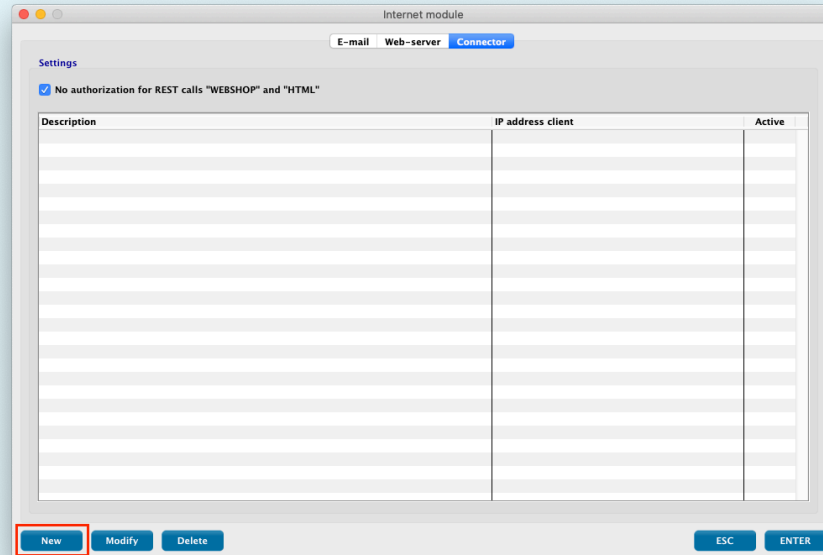 Internet module
E-mail Web-server Connector
Settings
No authorization for REST calls "WEBSHOP" and "HTML"
Description IP address client Active
New Modify Delete ESC ENTER